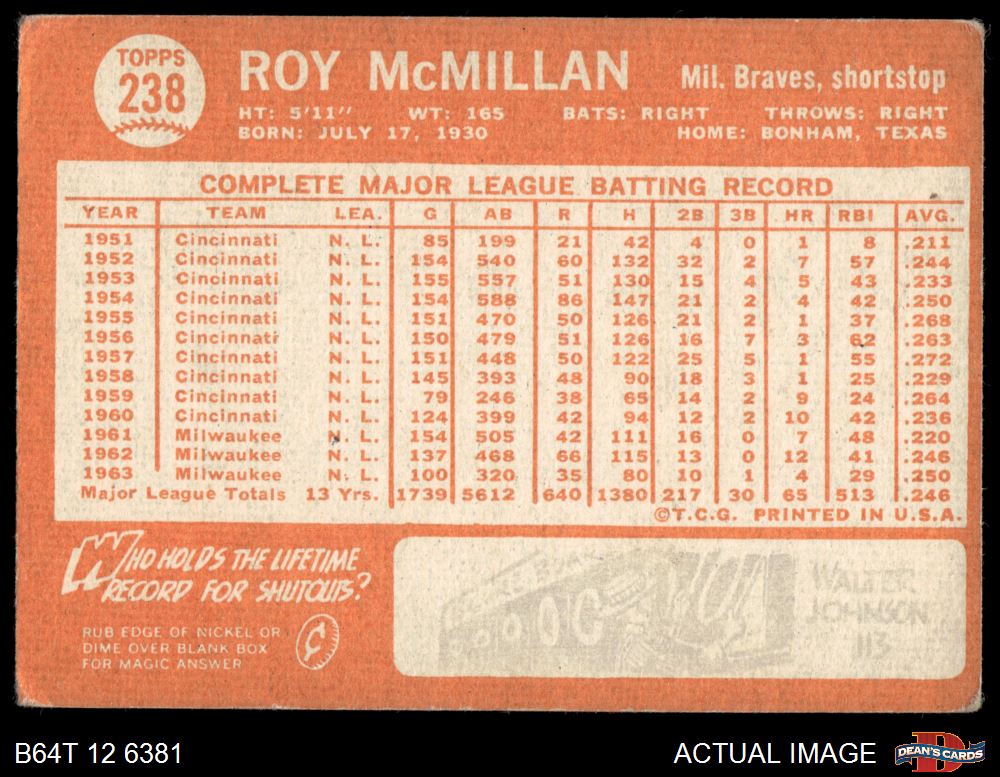 TOPPS
238
ROY McMILLAN
Mil. Braves, shortstop
HT: 5'11" WT: 165 BATS: RIGHT THROWS: RIGHT
BORN: JULY 17, 1930 HOME: BONHAM, TEXAS
COMPLETE MAJOR LEAGUE BATTING RECORD
YEAR TEAM LEA. G AB R H 2B 3B HR RBI AVG.
1951 Cincinnati N. L. 85 199 21 42 4 0 1 8 .211
1952 Cincinnati N. L. 154 540 60 132 32 2 7 57 .244
1953 Cincinnati N. L. 155 557 51 130 15 4 5 43 .233
1954 Cincinnati N. L. 154 588 86 147 21 2 4 42 .250
1955 Cincinnati N. L. 151 470 50 126 21 2 1 37 .268
1956 Cincinnati N. L. 150 479 51 126 16 7 3 62 .263
1957 Cincinnati N. L. 151 448 50 122 25 5 1 55 .272
1958 Cincinnati N. L. 145 393 48 90 18 3 1 25 .229
1959 Cincinnati N. L. 79 246 38 65 14 2 9 24 .264
1960 Cincinnati N. L. 124 399 42 94 12 2 10 42 .236
1961 Milwaukee N. L. 154 505 42 111 16 0 7 48 .220
1962 Milwaukee N. L. 137 468 66 115 13 0 12 41 .246
1963 Milwaukee N. L. 100 320 35 80 10 1 4 29 .250
Major League Totals 13 Yrs. 1739 5612 640 1380 217 30 65 513 .246
©T.C.G. PRINTED IN U.S.A.
WHO HOLDS THE LIFETIME
RECORD FOR SHUTOUTS?
RUB EDGE OF NICKEL OR
DIME OVER BLANK BOX
FOR MAGIC ANSWER
¢
WALTER
JOHNSON
113
B64T 12 6381
ACTUAL IMAGE
D
DEAN'S CARDS